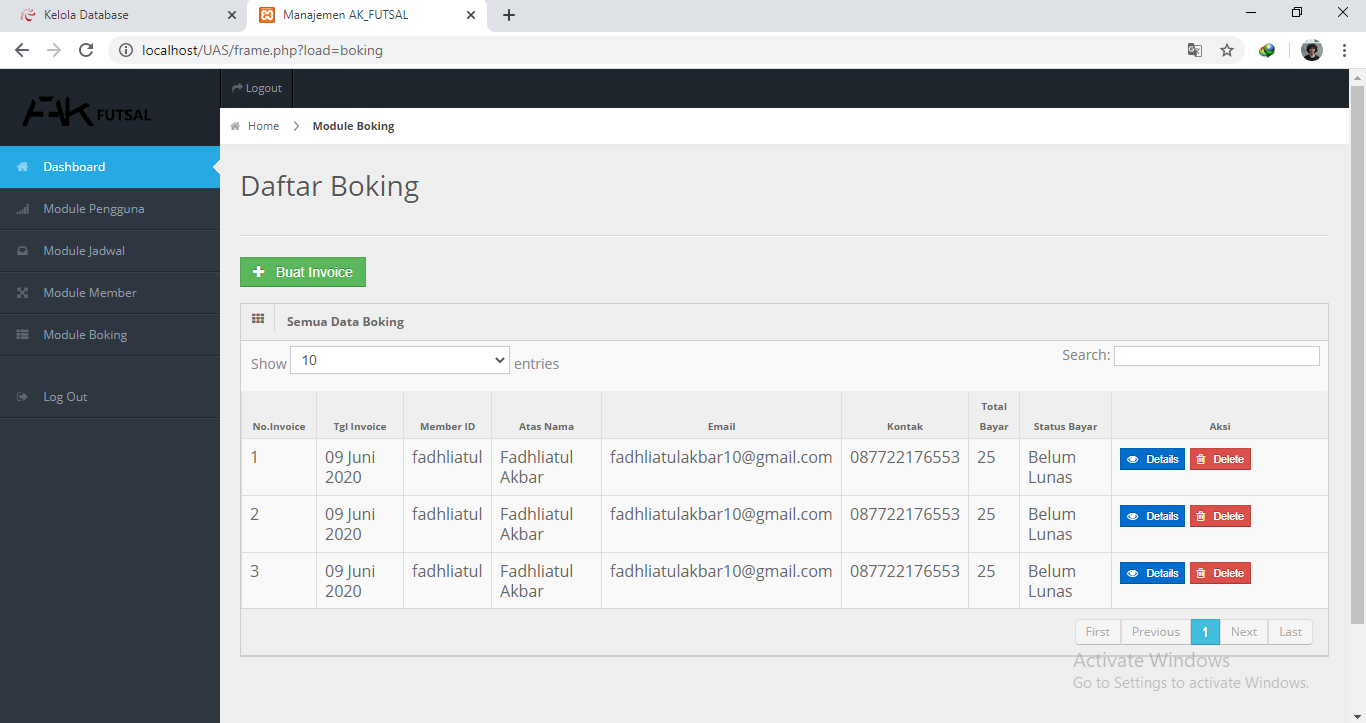 Kelola Database
Manajemen AK_FUTSAL
localhost/UAS/frame.php?load=boking
AK FUTSAL
Logout
Home > Module Boking
Dashboard
Module Pengguna
Module Jadwal
Module Member
Module Boking
Log Out
Daftar Boking
Buat Invoice
Semua Data Boking
Show 10 entries
Search:
No.Invoice Tgl Invoice Member ID Atas Nama Email Kontak Total Bayar Status Bayar Aksi
1 09 Juni 2020 fadhliatul Fadhliatul Akbar fadhliatulakbar10@gmail.com 087722176553 25 Belum Lunas Details Delete
2 09 Juni 2020 fadhliatul Fadhliatul Akbar fadhliatulakbar10@gmail.com 087722176553 25 Belum Lunas Details Delete
3 09 Juni 2020 fadhliatul Fadhliatul Akbar fadhliatulakbar10@gmail.com 087722176553 25 Belum Lunas Details Delete
First Previous 1 Next Last
Activate Windows
Go to Settings to activate Windows.